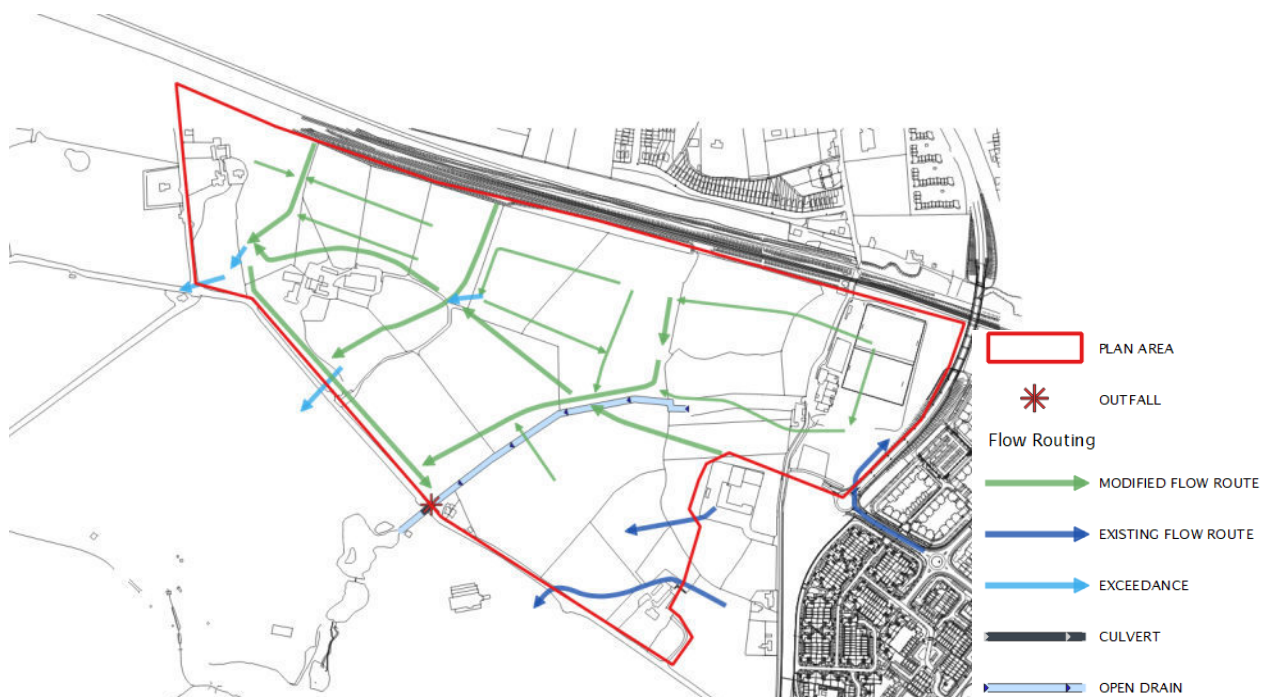 PLAN AREA
OUTFALL
Flow Routing
MODIFIED FLOW ROUTE
EXISTING FLOW ROUTE
EXCEEDANCE
CULVERT
OPEN DRAIN